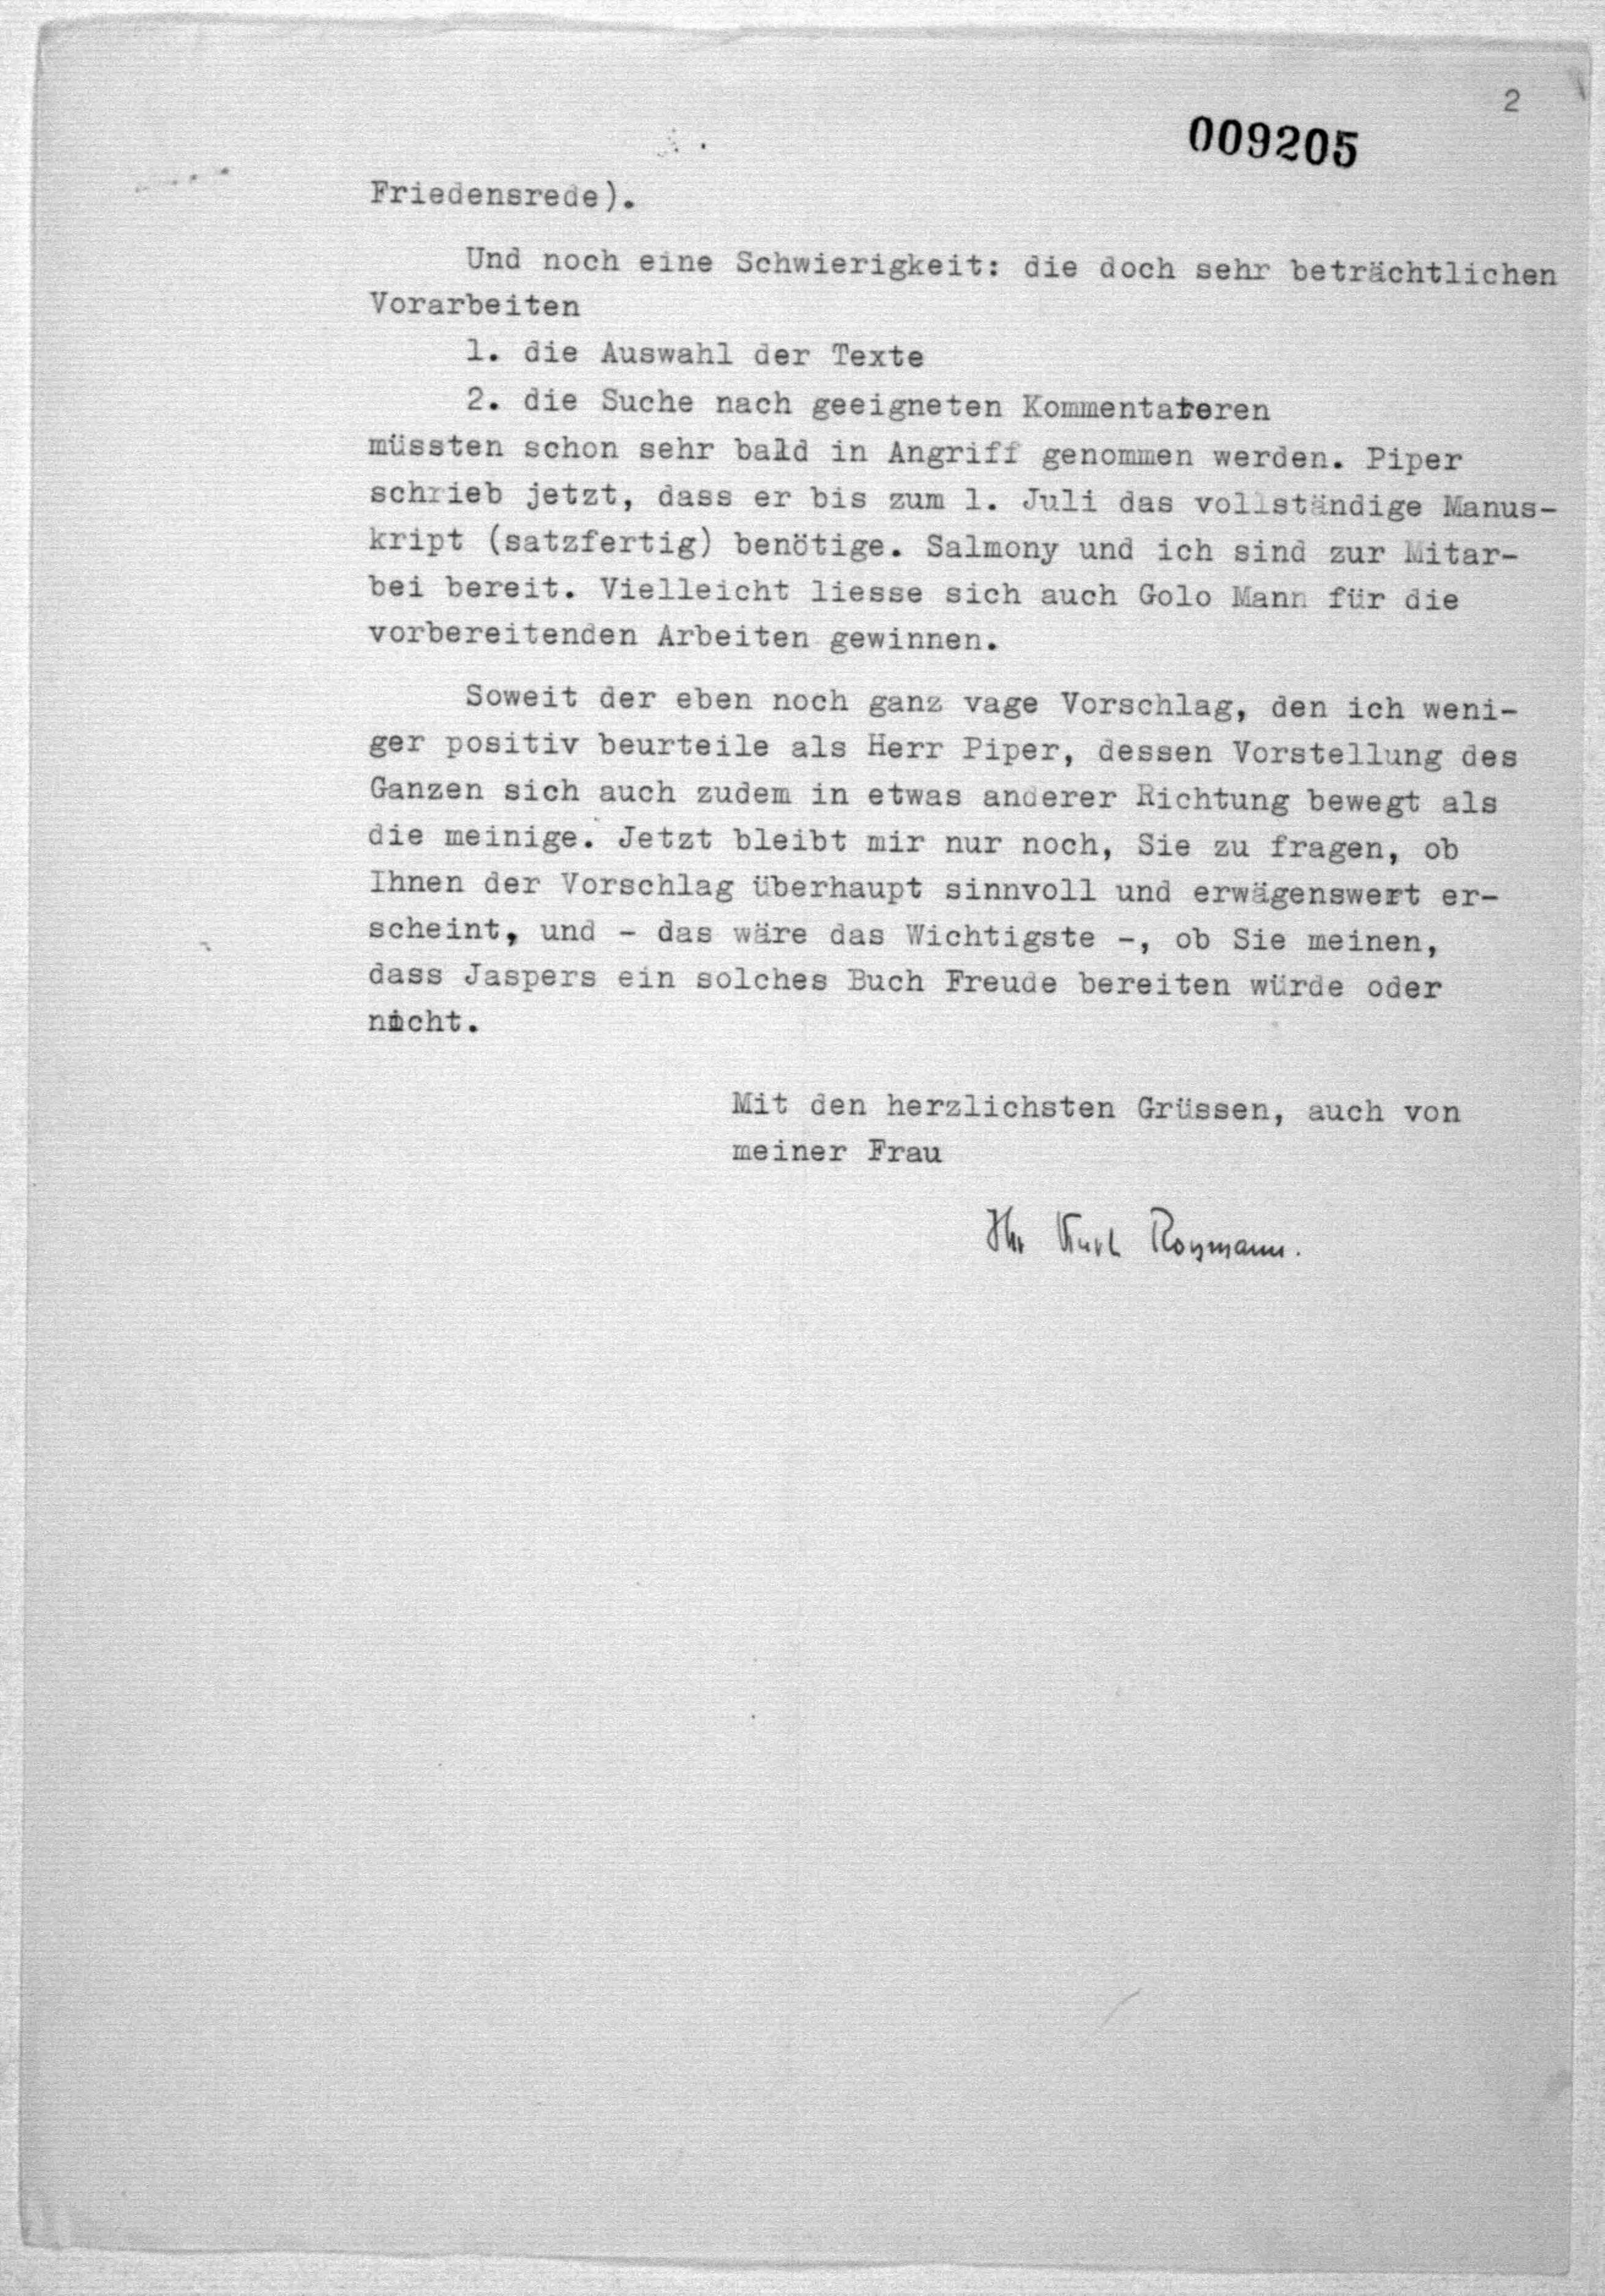 2
009205
Friedensrede).
Und noch eine Schwierigkeit: die doch sehr beträchtlichen
Vorarbeiten
1. die Auswahl der Texte
2. die Suche nach geeigneten Kommentatoren
müssten schon sehr bald in Angriff genommen werden. Piper
schrieb jetzt, dass er bis zum 1. Juli das vollständige Manus-
kript (satzfertig) benötige. Salmony und ich sind zur Mitar-
bei bereit. Vielleicht liesse sich auch Golo Mann für die
vorbereitenden Arbeiten gewinnen.
Soweit der eben noch ganz vage Vorschlag, den ich weni-
ger positiv beurteile als Herr Piper, dessen Vorstellung des
Ganzen sich auch zudem in etwas anderer Richtung bewegt als
die meinige. Jetzt bleibt mir nur noch, Sie zu fragen, ob
Ihnen der Vorschlag überhaupt sinnvoll und erwägenswert er-
scheint, und - das wäre das Wichtigste -, ob Sie meinen,
dass Jaspers ein solches Buch Freude bereiten würde oder
nicht.
Mit den herzlichsten Grüssen, auch von
meiner Frau
Ihr Kurt Rossmann.